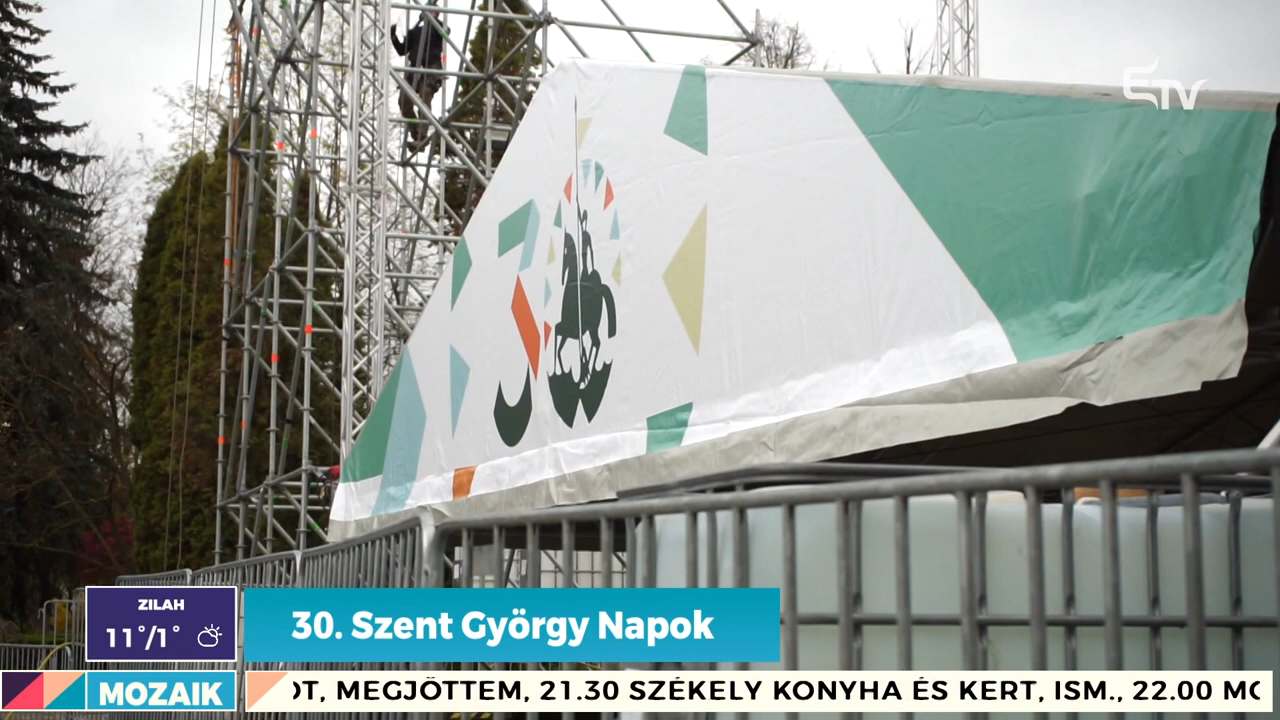 ETV
30
ZILAH
11°/1°
30. Szent György Napok
MOZAIK
OT, MEGJÖTTEM, 21.30 SZÉKELY KONYHA ÉS KERT, ISM., 22.00